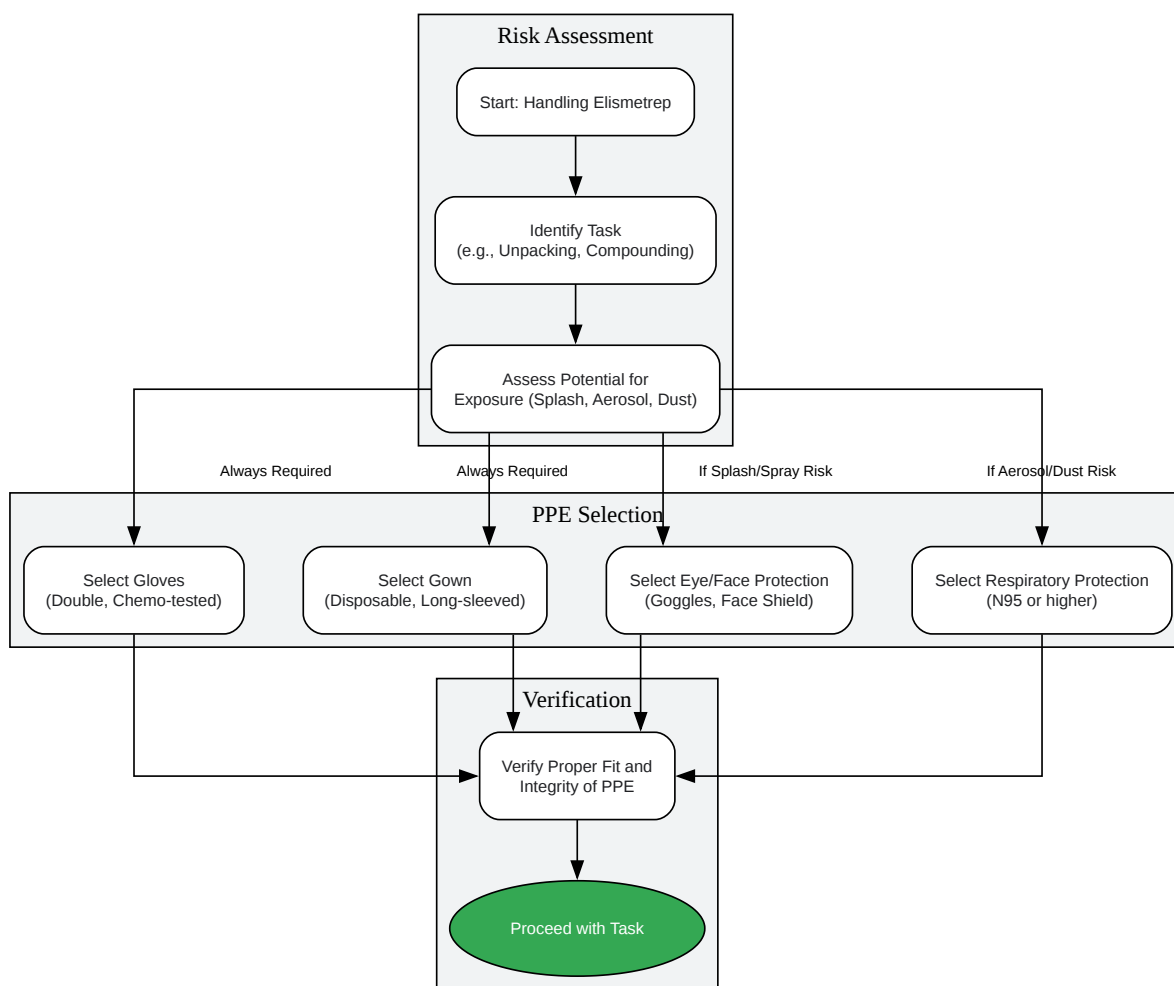 Risk Assessment
Start: Handling Elismetrep
Identify Task
(e.g., Unpacking, Compounding)
Assess Potential for
Exposure (Splash, Aerosol, Dust)
Always Required
Always Required
If Splash/Spray Risk
If Aerosol/Dust Risk
PPE Selection
Select Gloves
(Double, Chemo-tested)
Select Gown
(Disposable, Long-sleeved)
Select Eye/Face Protection
(Goggles, Face Shield)
Select Respiratory Protection
(N95 or higher)
Verification
Verify Proper Fit and
Integrity of PPE
Proceed with Task